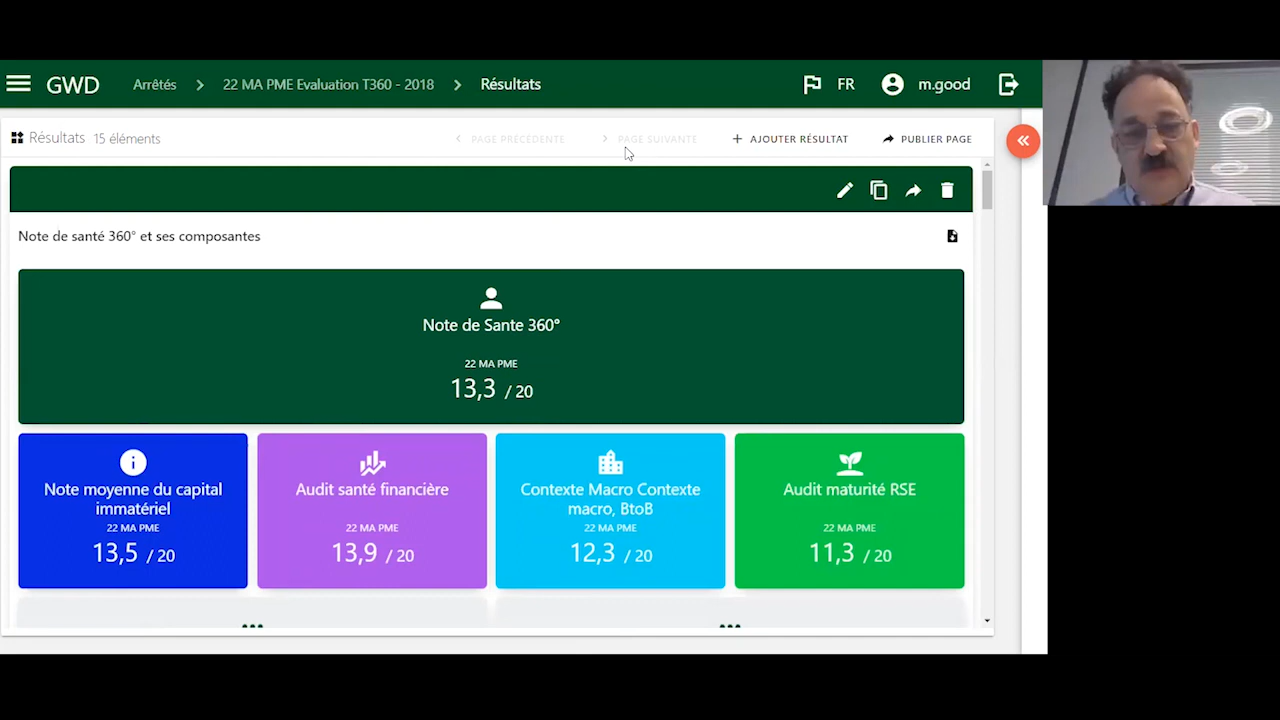 GWD Arrêtés 22 MA PME Evaluation T360 - 2018 Résultats FR m.good
Résultats 15 éléments PAGE PRÉCÉDENTE PAGE SUIVANTE + AJOUTER RÉSULTAT PUBLIER PAGE
Note de santé 360° et ses composantes
Note de Sante 360°
22 MA PME
13,3 / 20
Note moyenne du capital
immatériel
22 MA PME
13,5 / 20
Audit santé financière
22 MA PME
13,9 / 20
Contexte Macro Contexte
macro, BtoB
22 MA PME
12,3 / 20
Audit maturité RSE
22 MA PME
11,3 / 20